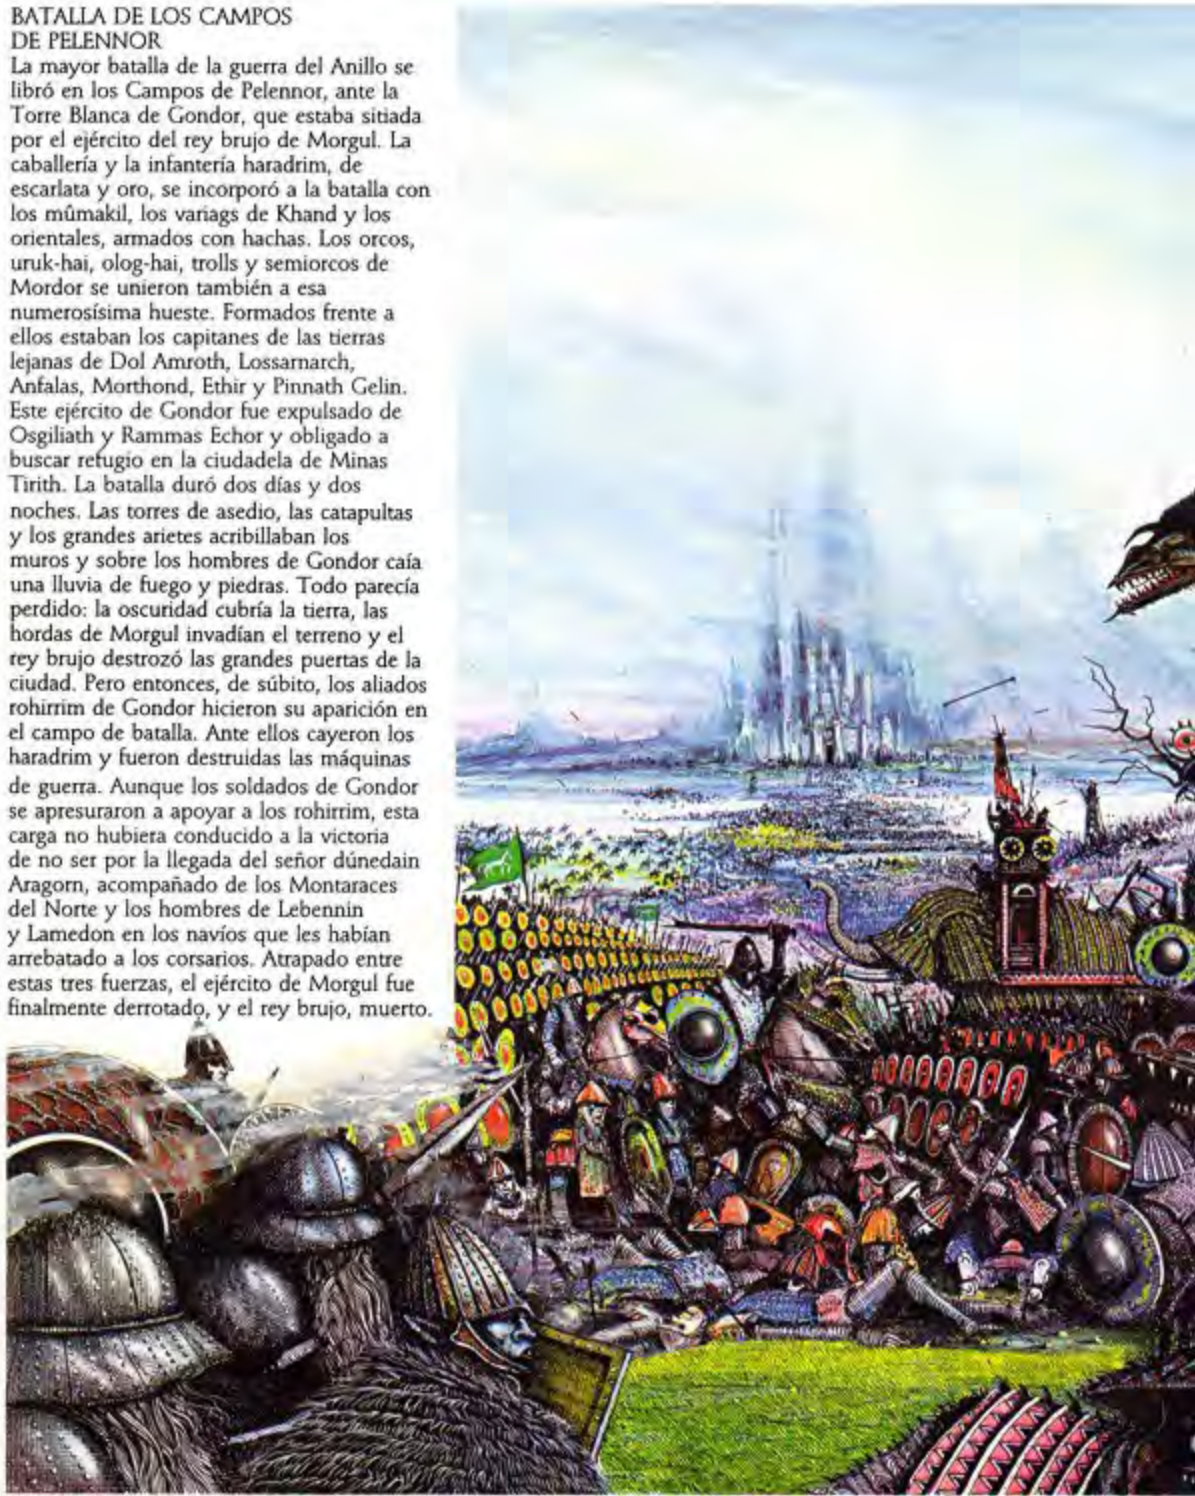 BATALLA DE LOS CAMPOS
DE PELENNOR
La mayor batalla de la guerra del Anillo se
libró en los Campos de Pelennor, ante la
Torre Blanca de Gondor, que estaba sitiada
por el ejército del rey brujo de Morgul. La
caballería y la infantería haradrim, de
escarlata y oro, se incorporó a la batalla con
los mûmakil, los variags de Khand y los
orientales, armados con hachas. Los orcos,
uruk-hai, olog-hai, trolls y semiorcos de
Mordor se unieron también a esa
numerosísima hueste. Formados frente a
ellos estaban los capitanes de las tierras
lejanas de Dol Amroth, Lossarnarch,
Anfalas, Morthond, Ethir y Pinnath Gelin.
Este ejército de Gondor fue expulsado de
Osgiliath y Rammas Echor y obligado a
buscar refugio en la ciudadela de Minas
Tirith. La batalla duró dos días y dos
noches. Las torres de asedio, las catapultas
y los grandes arietes acribillaban los
muros y sobre los hombres de Gondor caía
una lluvia de fuego y piedras. Todo parecía
perdido: la oscuridad cubría la tierra, las
hordas de Morgul invadían el terreno y el
rey brujo destrozó las grandes puertas de la
ciudad. Pero entonces, de súbito, los aliados
rohirrim de Gondor hicieron su aparición en
el campo de batalla. Ante ellos cayeron los
haradrim y fueron destruidas las máquinas
de guerra. Aunque los soldados de Gondor
se apresuraron a apoyar a los rohirrim, esta
carga no hubiera conducido a la victoria
de no ser por la llegada del señor dúnedain
Aragorn, acompañado de los Montaraces
del Norte y los hombres de Lebennin
y Lamedon en los navíos que les habían
arrebatado a los corsarios. Atrapado entre
estas tres fuerzas, el ejército de Morgul fue
finalmente derrotado, y el rey brujo, muerto.